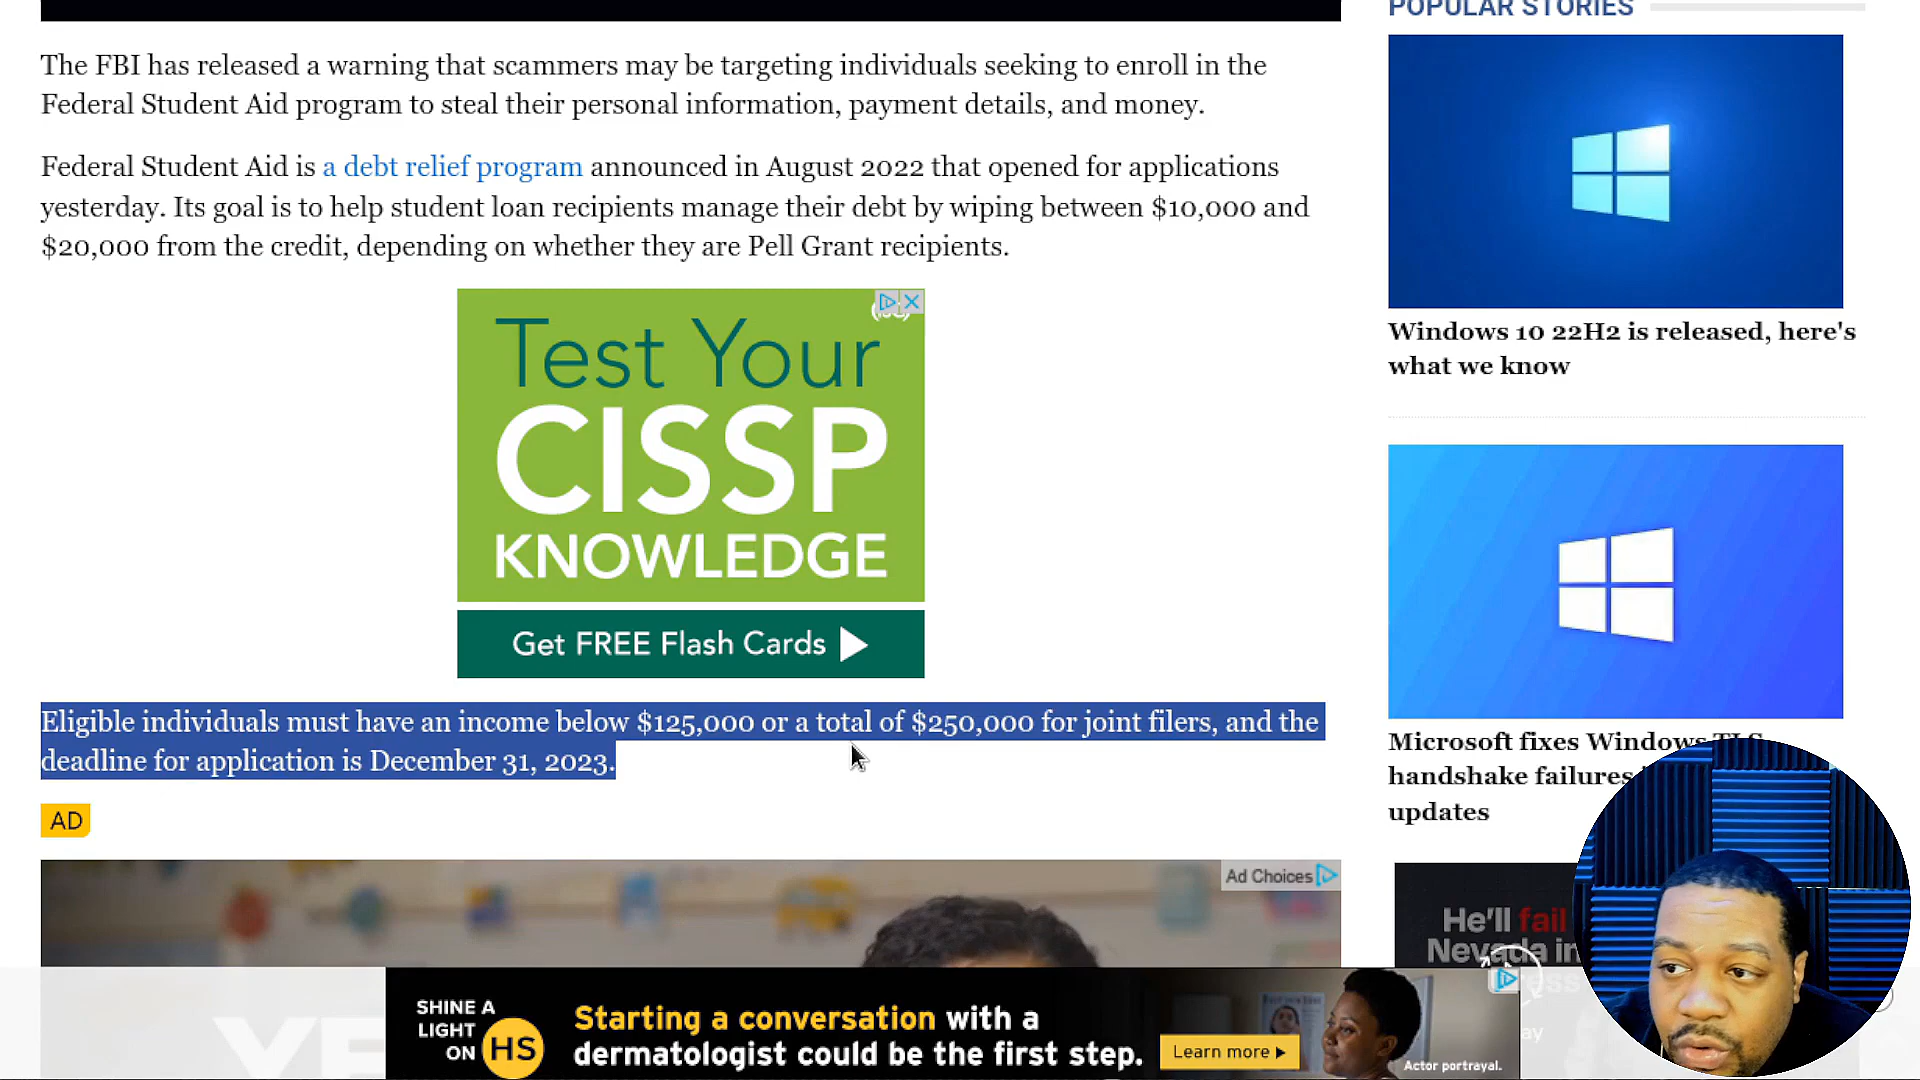 POPULAR STORIES
The FBI has released a warning that scammers may be targeting individuals seeking to enroll in the
Federal Student Aid program to steal their personal information, payment details, and money.
Federal Student Aid is a debt relief program announced in August 2022 that opened for applications
yesterday. Its goal is to help student loan recipients manage their debt by wiping between $10,000 and
$20,000 from the credit, depending on whether they are Pell Grant recipients.
Test Your
CISSP
KNOWLEDGE
Get FREE Flash Cards
Eligible individuals must have an income below $125,000 or a total of $250,000 for joint filers, and the
deadline for application is December 31, 2023.
AD
Ad Choices
Windows 10 22H2 is released, here's
what we know
Microsoft fixes Windows TLS
handshake failures
updates
He'll fail
Nevada in
SHINE A
LIGHT
ON HS
Starting a conversation with a
dermatologist could be the first step.
Learn more
Actor portrayal.